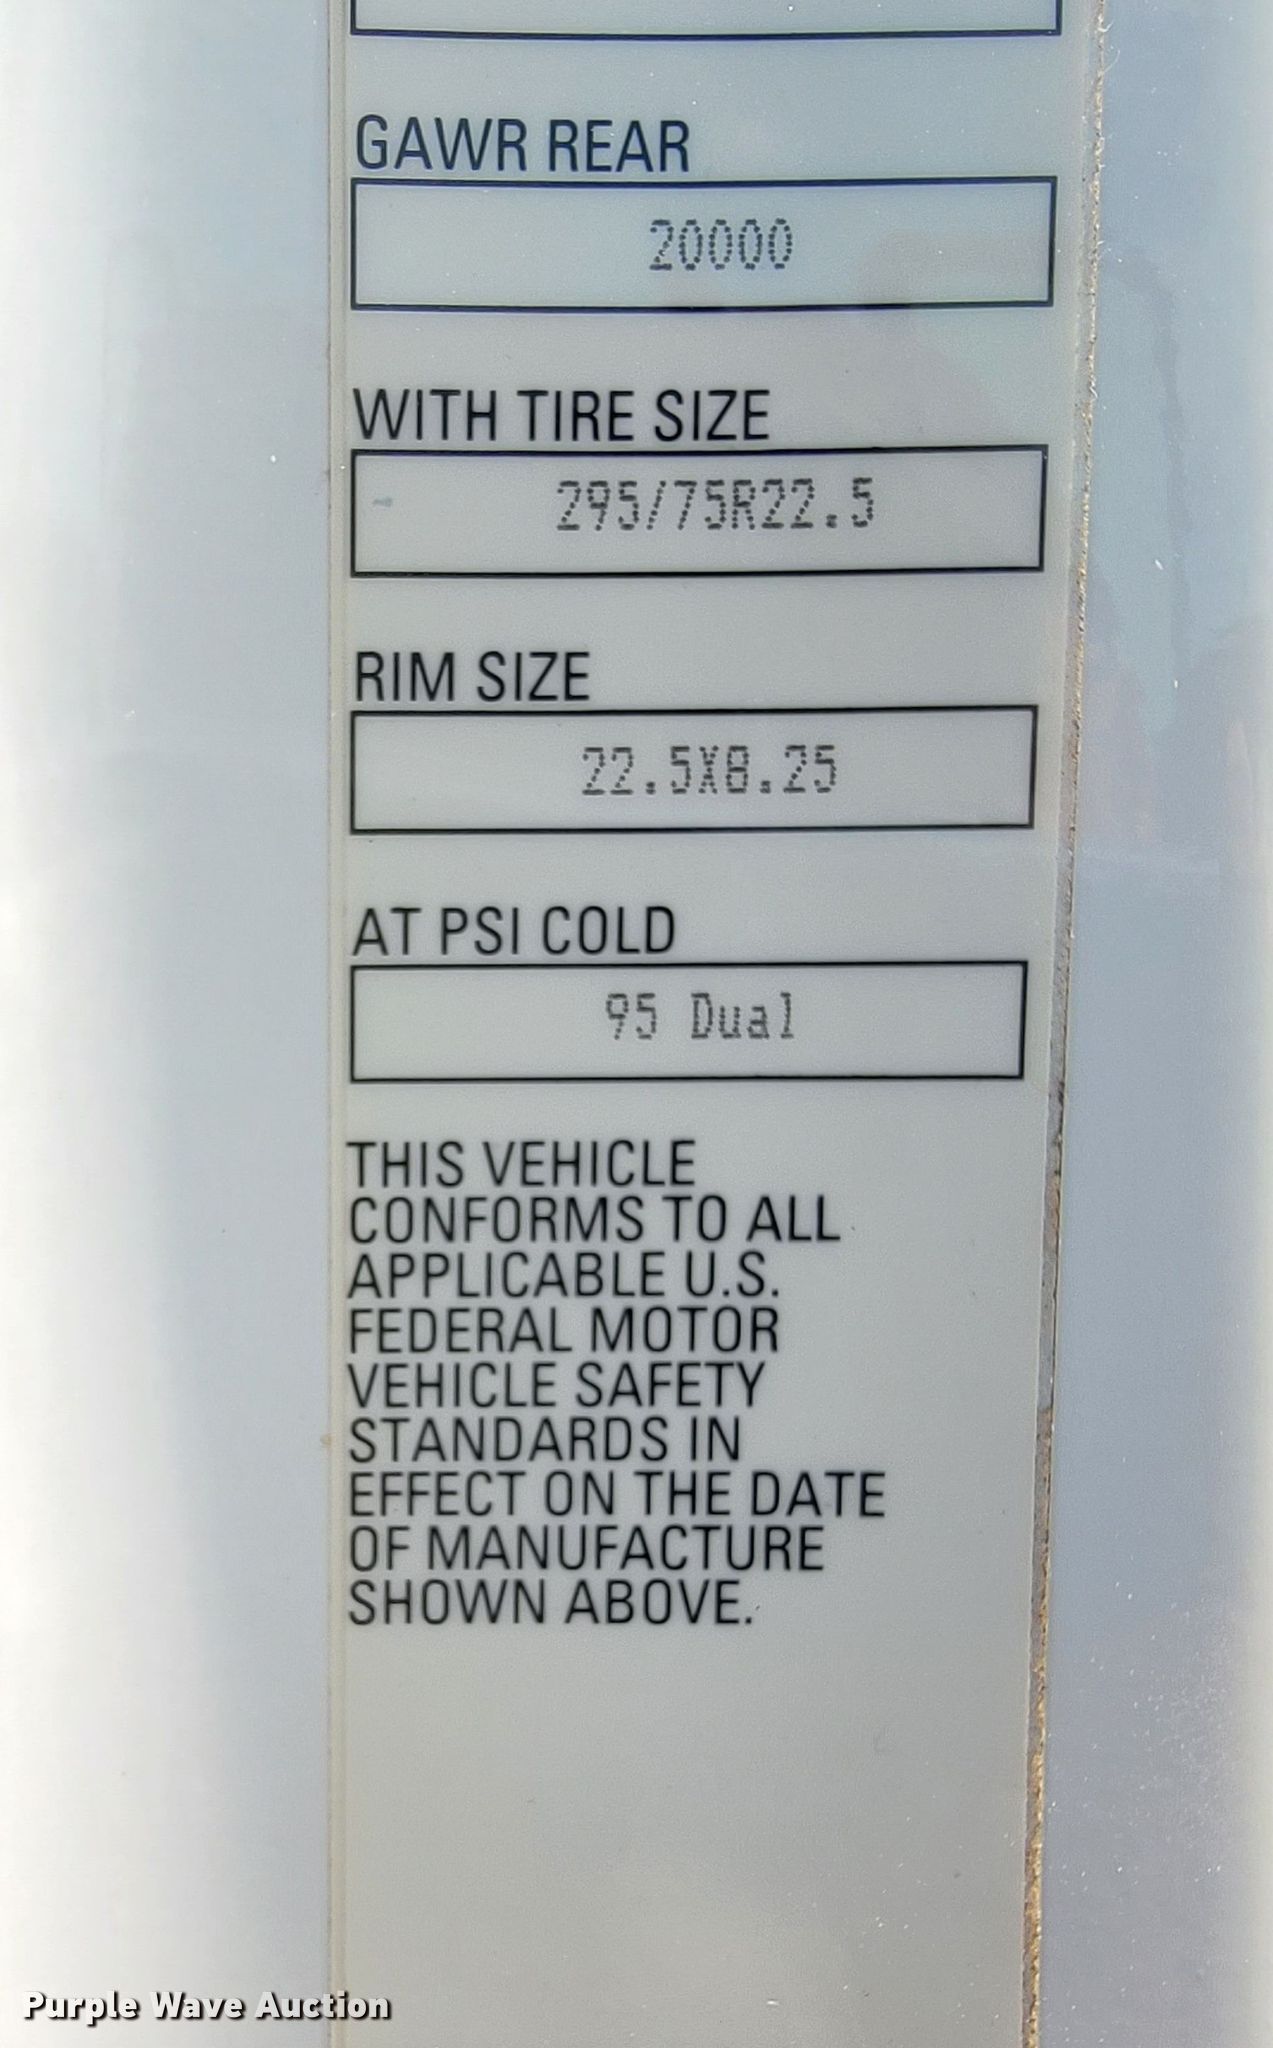 GAWR REAR
20000
WITH TIRE SIZE
295/75R22.5
RIM SIZE
22.5X8.25
AT PSI COLD
95 Dual
THIS VEHICLE
CONFORMS TO ALL
APPLICABLE U.S.
FEDERAL MOTOR
VEHICLE SAFETY
STANDARDS IN
EFFECT ON THE DATE
OF MANUFACTURE
SHOWN ABOVE.
Purple Wave Auction